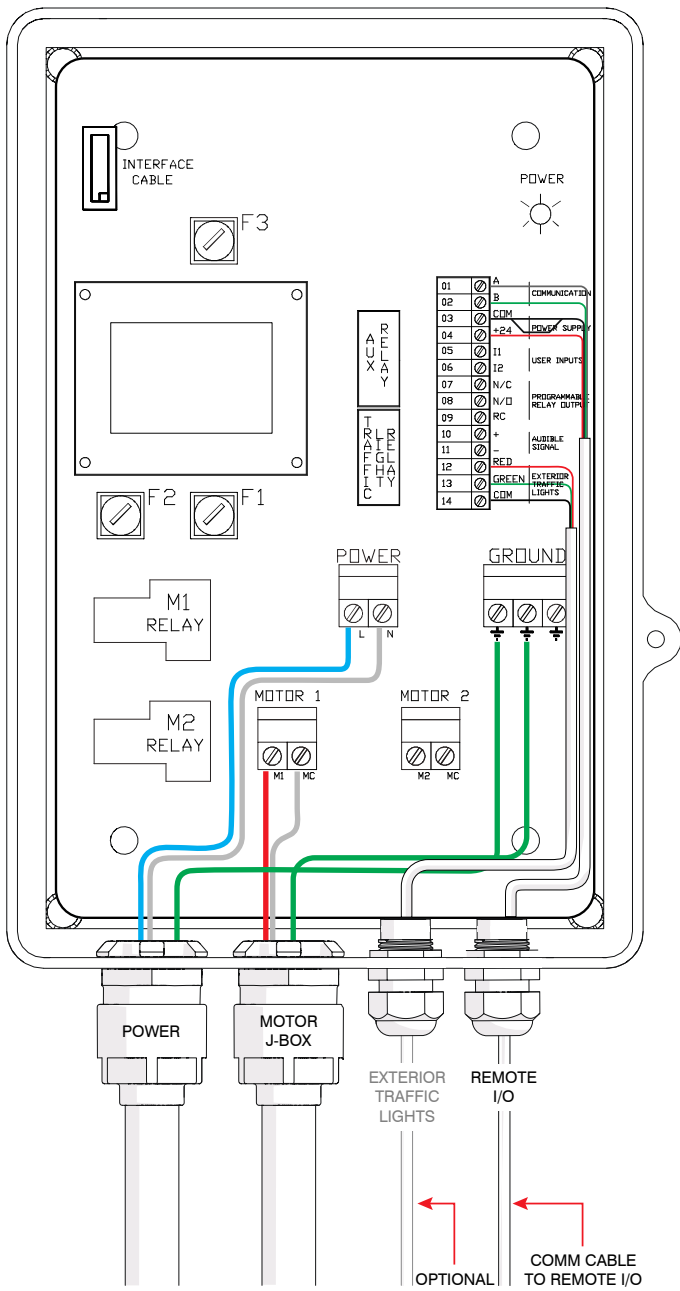 INTERFACE
CABLE
POWER
F3
01 A
02 B
COMMUNICATION
03 COM
04 +24
POWER SUPPLY
05 I1
06 I2
USER INPUTS
07 N/C
08 N/O
09 RC
PROGRAMMABLE
RELAY OUTPUT
10 +
11 -
AUDIBLE
SIGNAL
12 RED
13 GREEN
14 COM
EXTERIOR
TRAFFIC
LIGHTS
AUX
RELAY
TRAFFIC
LIGHT
RELAY
F2
F1
POWER
L N
GROUND
M1
RELAY
M2
RELAY
MOTOR 1
M1 MC
MOTOR 2
M2 MC
POWER
MOTOR
J-BOX
EXTERIOR
TRAFFIC
LIGHTS
REMOTE
I/O
OPTIONAL
COMM CABLE
TO REMOTE I/O